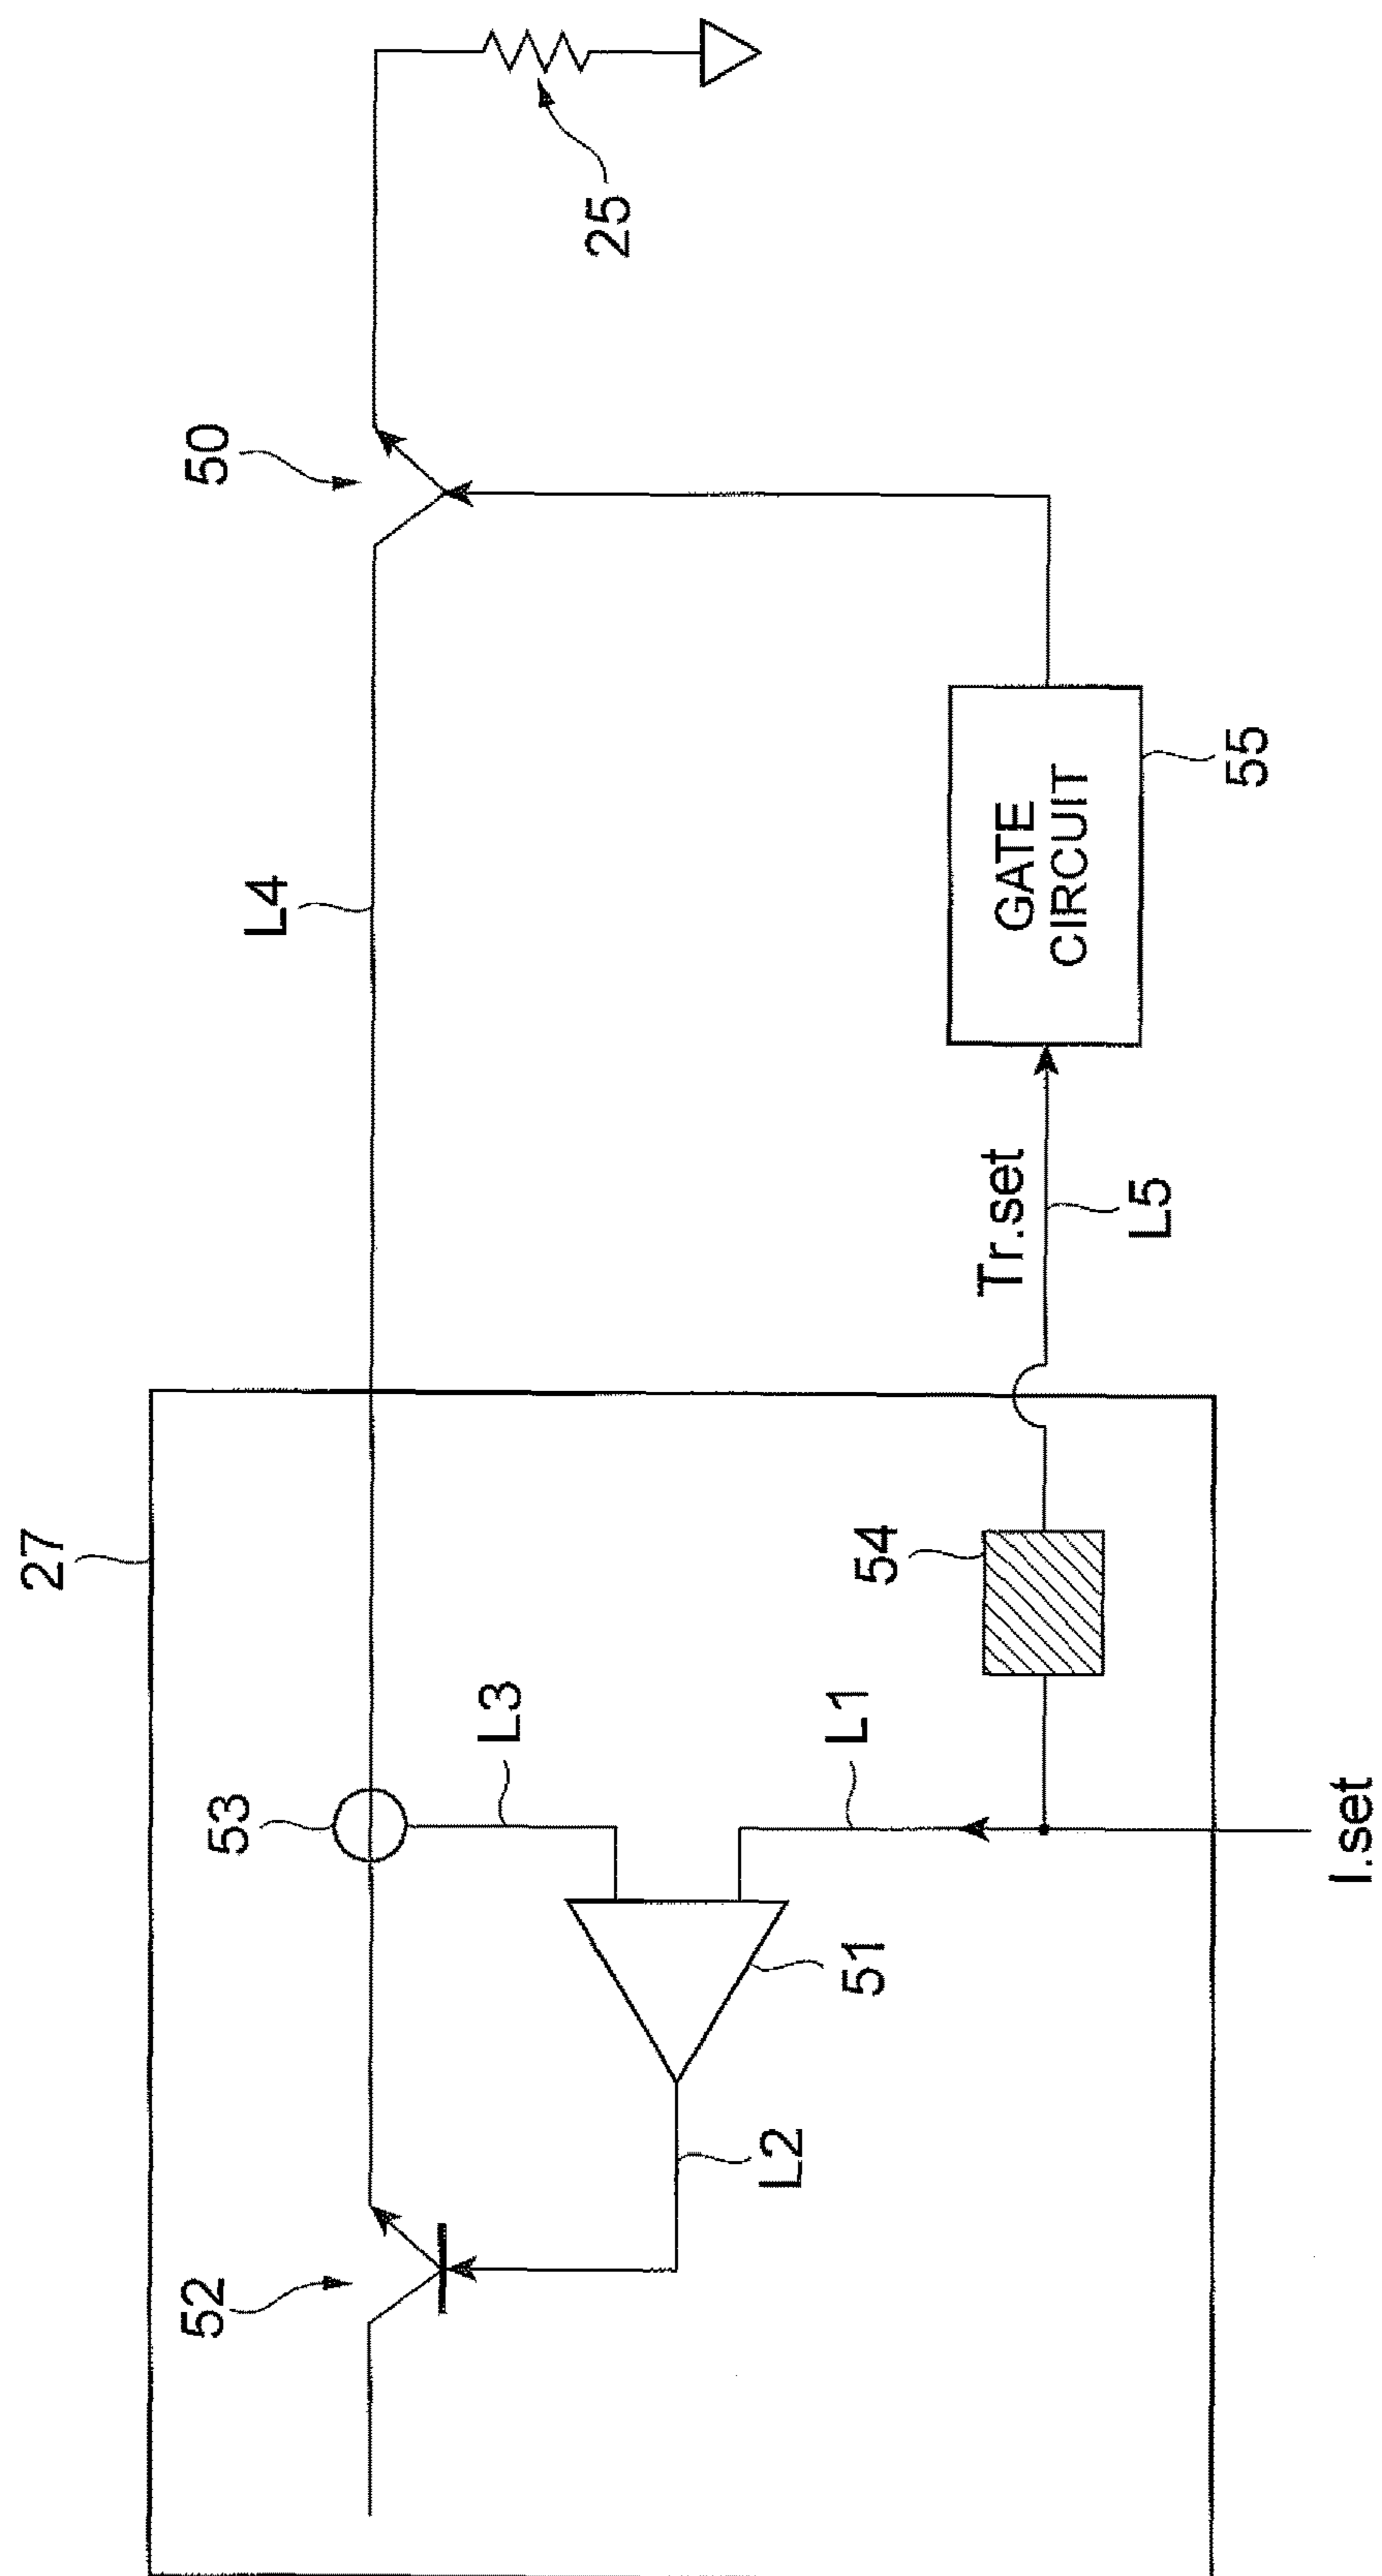 27
52
53
L4
50
25
L3
L2
51
L1
54
Tr.set
L5
GATE
CIRCUIT
55
I.set